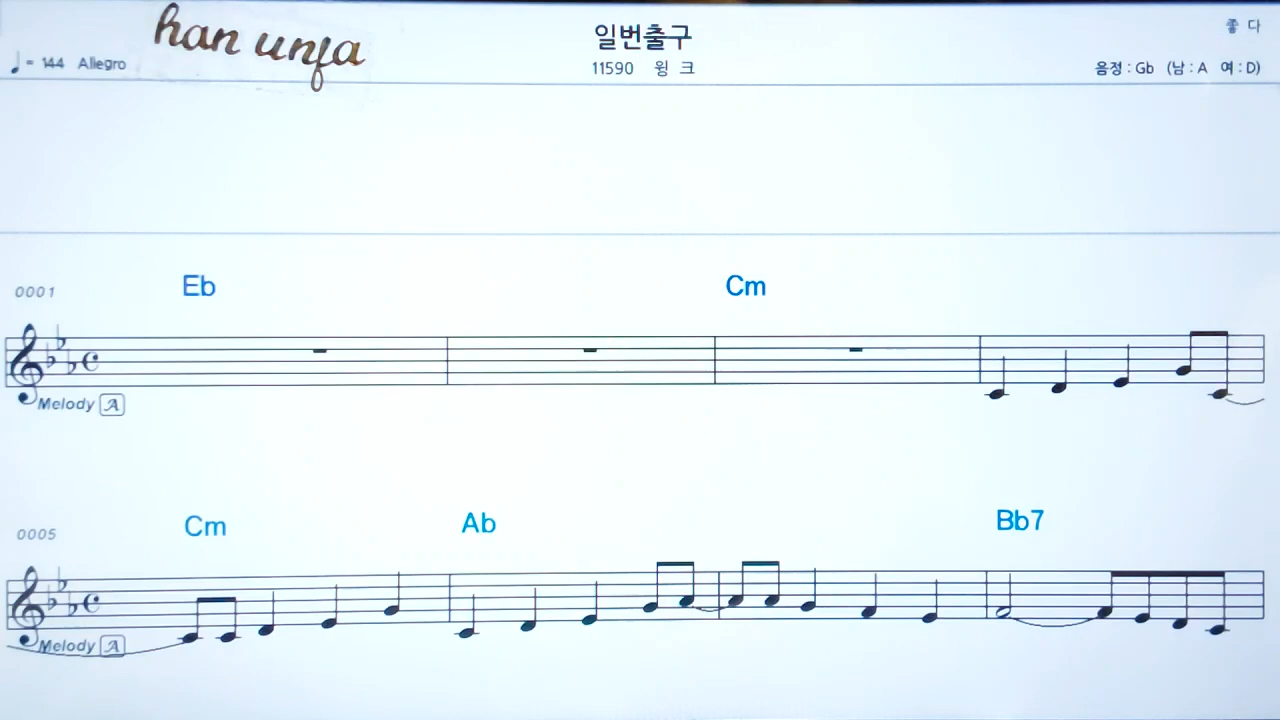 han unfa
일번출구
좋 다
♩= 144 Allegro
11590 윙 크
음정 : Gb (남 : A 여 : D)
0001
Eb
Cm
Melody A
0005
Cm
Ab
Bb7
Melody A